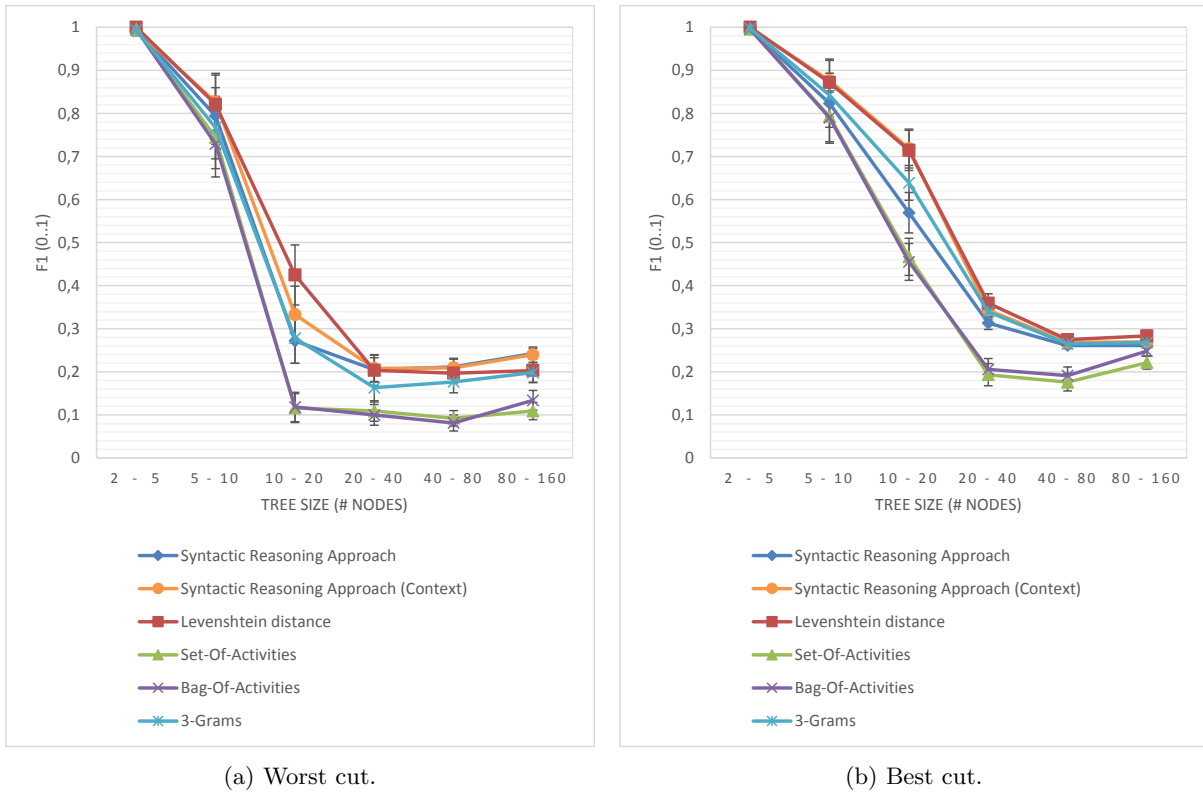 1
0,9
0,8
0,7
0,6
0,5
0,4
0,3
0,2
0,1
0
F1 (0..1)
2 - 5 5 - 10 10 - 20 20 - 40 40 - 80 80 - 160
TREE SIZE (# NODES)
Syntactic Reasoning Approach
Syntactic Reasoning Approach (Context)
Levenshtein distance
Set-Of-Activities
Bag-Of-Activities
3-Grams
(a) Worst cut.
1
0,9
0,8
0,7
0,6
0,5
0,4
0,3
0,2
0,1
0
F1 (0..1)
2 - 5 5 - 10 10 - 20 20 - 40 40 - 80 80 - 160
TREE SIZE (# NODES)
Syntactic Reasoning Approach
Syntactic Reasoning Approach (Context)
Levenshtein distance
Set-Of-Activities
Bag-Of-Activities
3-Grams
(b) Best cut.